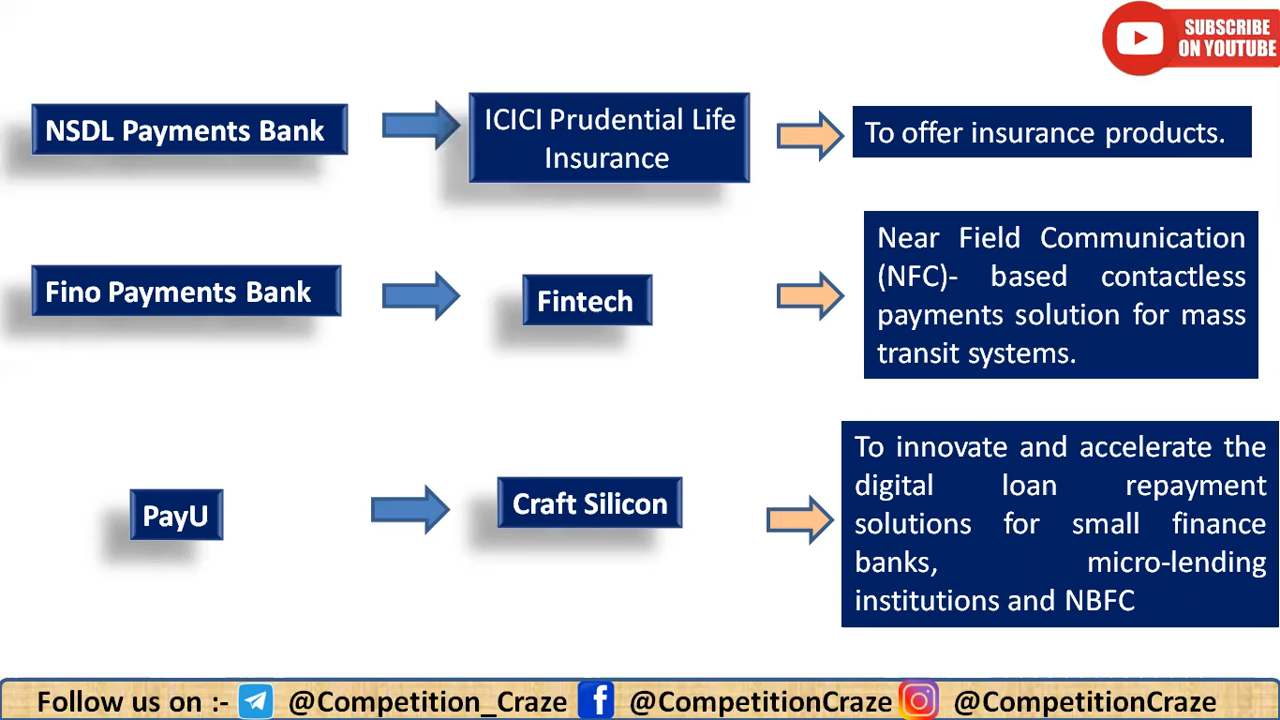 SUBSCRIBE
ON YOUTUBE
NSDL Payments Bank
ICICI Prudential Life
Insurance
To offer insurance products.
Fino Payments Bank
Fintech
Near Field Communication
(NFC)- based contactless
payments solution for mass
transit systems.
PayU
Craft Silicon
To innovate and accelerate the
digital loan repayment
solutions for small finance
banks, micro-lending
institutions and NBFC
Follow us on :- @Competition_Craze @CompetitionCraze @CompetitionCraze